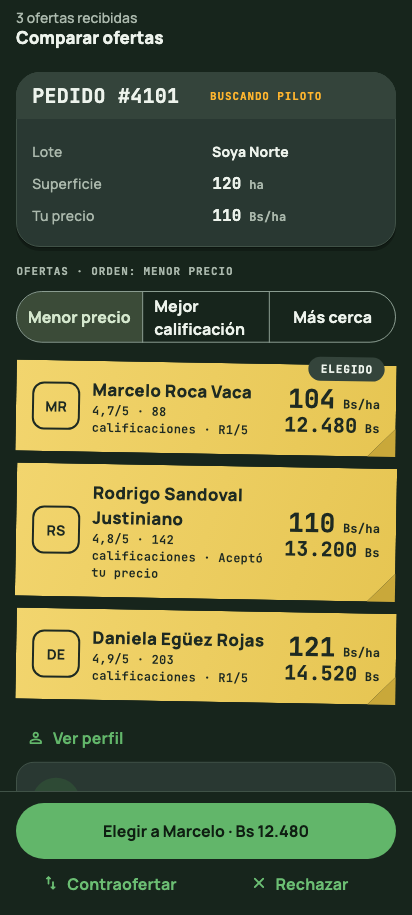 3 ofertas recibidas
Comparar ofertas
PEDIDO #4101 BUSCANDO PILOTO
Lote Soya Norte
Superficie 120 ha
Tu precio 110 Bs/ha
OFERTAS · ORDEN: MENOR PRECIO
Menor precio
Mejor
calificación
Más cerca
ELEGIDO
MR
Marcelo Roca Vaca
4,7/5 · 88
calificaciones · R1/5
104 Bs/ha
12.480 Bs
RS
Rodrigo Sandoval
Justiniano
4,8/5 · 142
calificaciones · Aceptó
tu precio
110 Bs/ha
13.200 Bs
DE
Daniela Egüez Rojas
4,9/5 · 203
calificaciones · R1/5
121 Bs/ha
14.520 Bs
Ver perfil
Elegir a Marcelo · Bs 12.480
Contraofertar
Rechazar